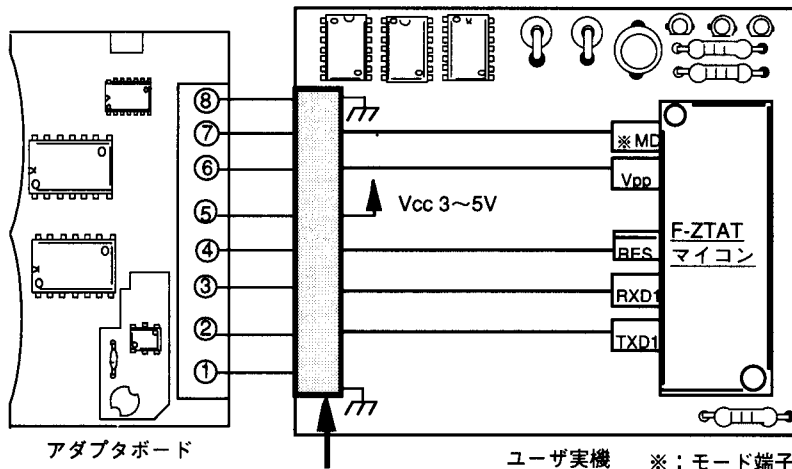 ⑧
⑦
⑥
⑤
④
③
②
①
※MD
Vpp
Vcc 3～5V
RES
RXD1
TXD1
F-ZTAT
マイコン
アダプタボード
ユーザ実機
※：モード端子